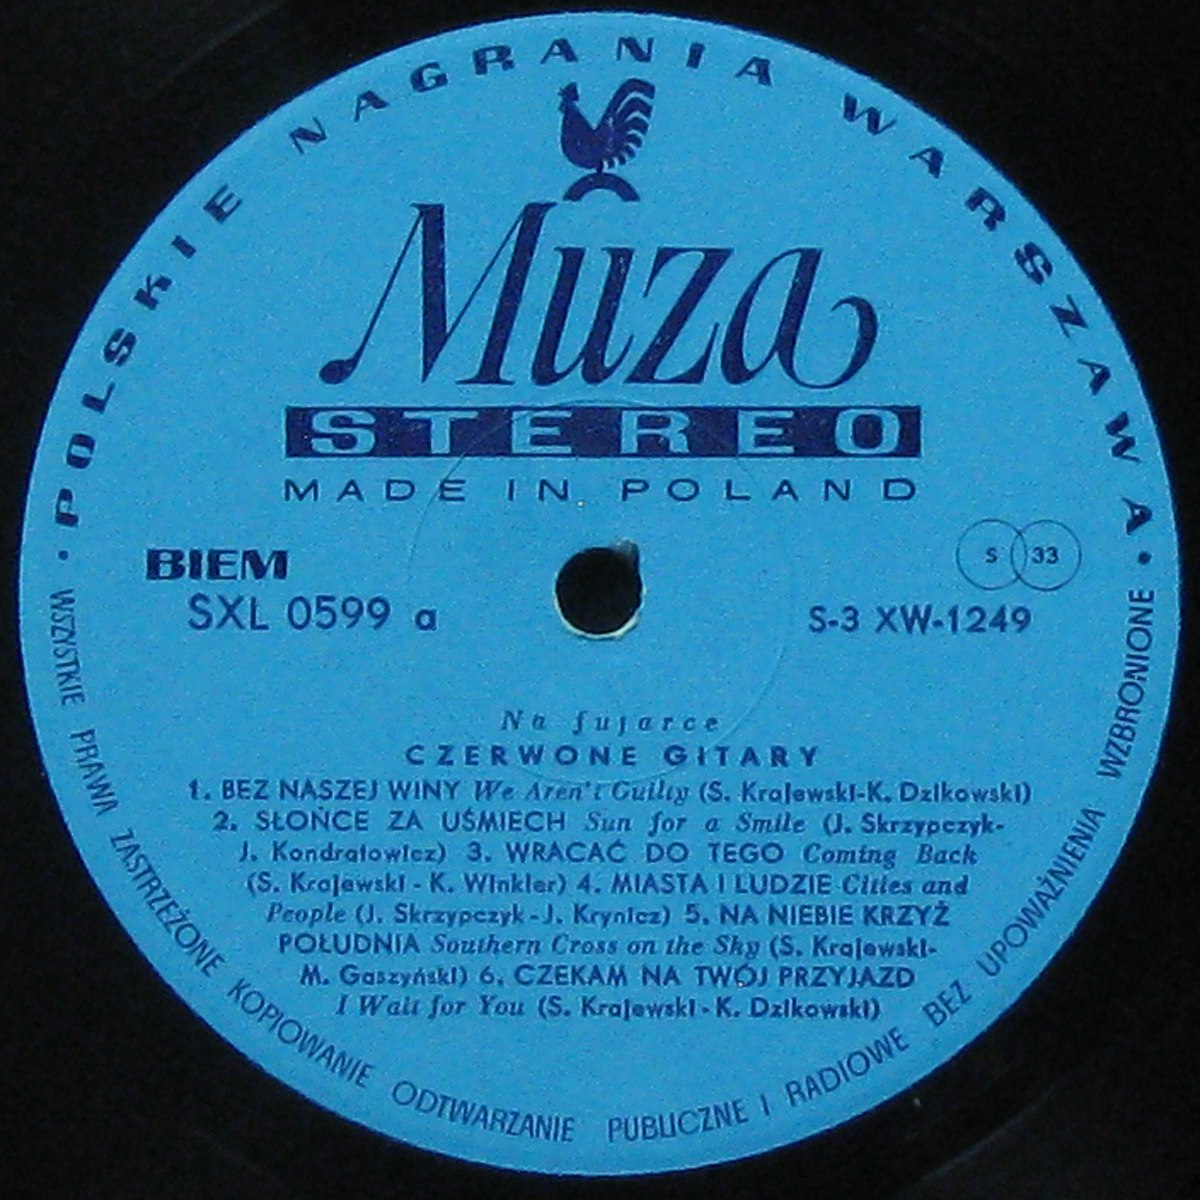 • POLSKIE NAGRANIA WARSZAWA •
Muza
STEREO
MADE IN POLAND
BIEM
S 33
SXL 0599 a
S-3 XW-1249
Na fujarce
CZERWONE GITARY
1. BEZ NASZEJ WINY We Aren't Guilty (S. Krajewski-K. Dzikowski)
2. SŁOŃCE ZA UŚMIECH Sun for a Smile (J. Skrzypczyk-
J. Kondratowicz) 3. WRACAĆ DO TEGO Coming Back
(S. Krajewski - K. Winkler) 4. MIASTA I LUDZIE Cities and
People (J. Skrzypczyk-J. Krynicz) 5. NA NIEBIE KRZYŻ
POŁUDNIA Southern Cross on the Sky (S. Krajewski-
M. Gaszyński) 6. CZEKAM NA TWÓJ PRZYJAZD
I Wait for You (S. Krajewski - K. Dzikowski)
WSZYSTKIE PRAWA ZASTRZEŻONE KOPIOWANIE ODTWARZANIE PUBLICZNE I RADIOWE BEZ UPOWAŻNIENIA WZBRONIONE